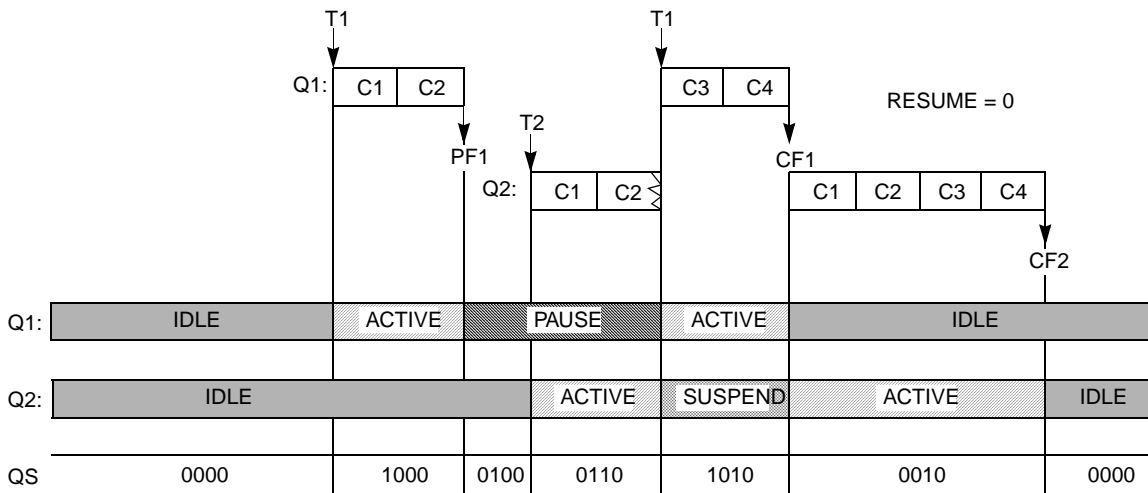 T1 T1
Q1: C1 C2 C3 C4
RESUME = 0
T2
PF1 CF1
Q2: C1 C2 C1 C2 C3 C4
CF2
Q1: IDLE ACTIVE PAUSE ACTIVE IDLE
Q2: IDLE ACTIVE SUSPEND ACTIVE IDLE
QS 0000 1000 0100 0110 1010 0010 0000